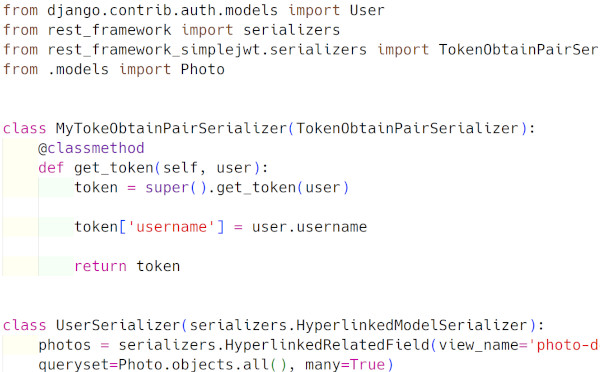 from django.contrib.auth.models import User
from rest_framework import serializers
from rest_framework_simplejwt.serializers import TokenObtainPairSer
from .models import Photo
class MyTokeObtainPairSerializer(TokenObtainPairSerializer):
@classmethod
def get_token(self, user):
token = super().get_token(user)
token['username'] = user.username
return token
class UserSerializer(serializers.HyperlinkedModelSerializer):
photos = serializers.HyperlinkedRelatedField(view_name='photo-d
queryset=Photo.objects.all(), many=True)